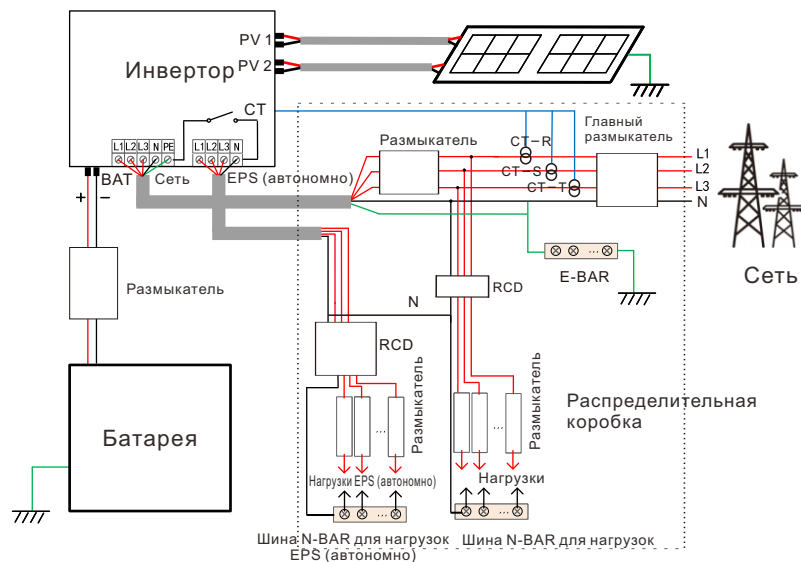 PV 1
Инвертор
PV 2
CT
L1 L2 L3 N PE
L1 L2 L3 N
BAT
Сеть
EPS (автономно)
+
−
Размыкатель
CT−R
CT−S
CT−T
Главный
размыкатель
L1
L2
L3
N
Сеть
E-BAR
Размыкатель
N
RCD
RCD
Размыкатель
Размыкатель
...
...
Распределительная
коробка
Батарея
Нагрузки EPS (автономно)
Нагрузки
...
...
...
Шина N-BAR для нагрузок
EPS (автономно)
Шина N-BAR для нагрузок